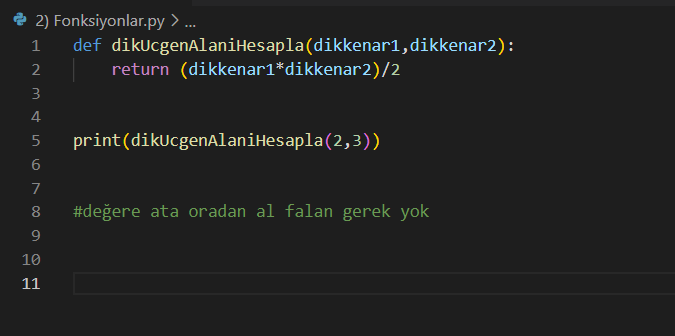 2) Fonksiyonlar.py > ...
1 def dikUcgenAlaniHesapla(dikkenar1,dikkenar2):
2     return (dikkenar1*dikkenar2)/2
3
4
5 print(dikUcgenAlaniHesapla(2,3))
6
7
8 #değere ata oradan al falan gerek yok
9
10
11